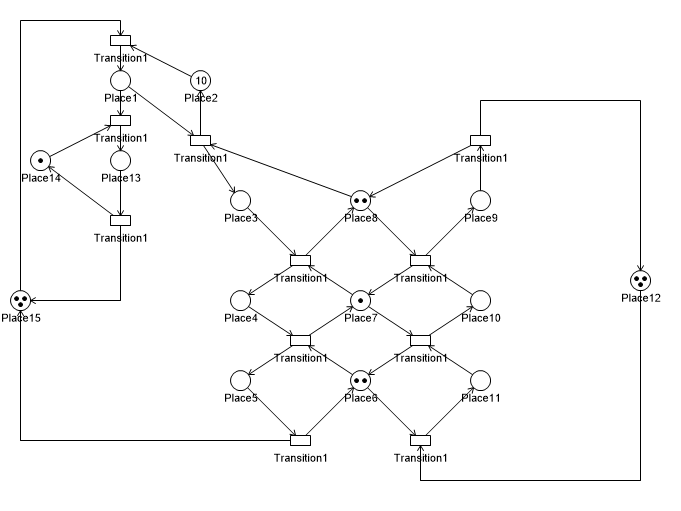 Transition1
10
Place1
Place2
Transition1
Transition1
Transition1
Place14
Place13
Place3
Place8
Place9
Transition1
Transition1
Transition1
Place12
Place15
Place4
Place7
Place10
Transition1
Transition1
Place5
Place6
Place11
Transition1
Transition1